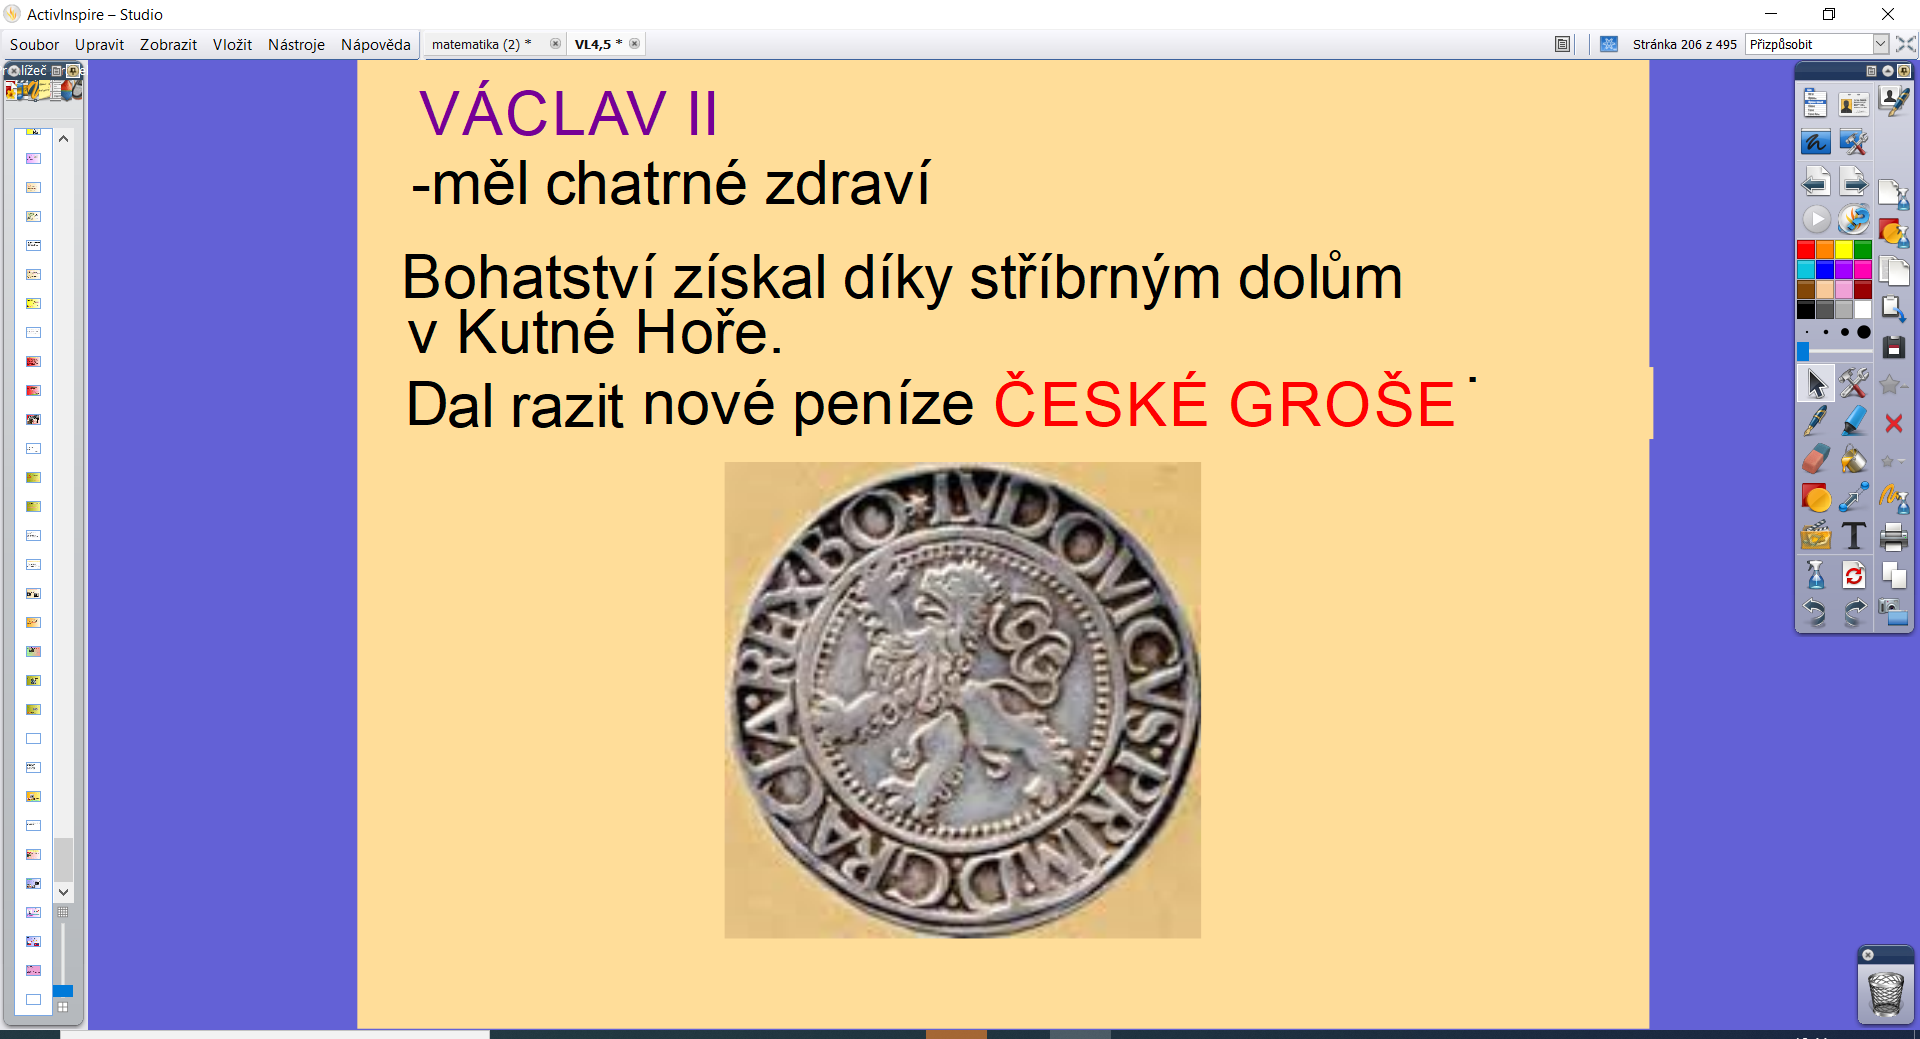 ActivInspire – Studio
Soubor Upravit Zobrazit Vložit Nástroje Nápověda
matematika (2) *
VL4,5 *
Stránka 206 z 495
Přizpůsobit
VÁCLAV II
-měl chatrné zdraví
Bohatství získal díky stříbrným dolům
v Kutné Hoře.
Dal razit nové peníze ČESKÉ GROŠE .
LVDOVICVS·PRIM:D:GRACIA:REX:BO